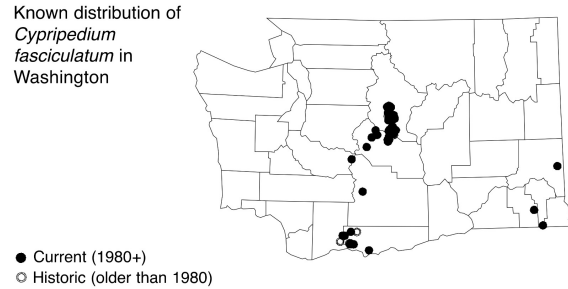 Known distribution of
Cypripedium
fasciculatum in
Washington
Current (1980+)
Historic (older than 1980)